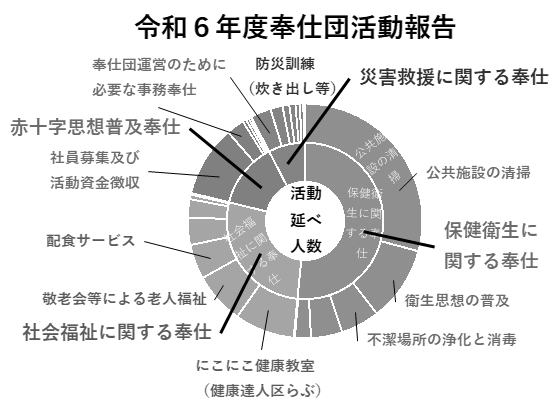 令和６年度奉仕団活動報告
奉仕団運営のために
必要な事務奉仕
防災訓練
（炊き出し等）
災害救援に関する奉仕
赤十字思想普及奉仕
社員募集及び
活動資金徴収
公共施
設の清
掃
公共施設の清掃
活動
延べ
人数
保健衛
生に関
する奉
仕
保健衛生に
関する奉仕
社会福
祉に関
する奉
仕
配食サービス
敬老会等による老人福祉
社会福祉に関する奉仕
衛生思想の普及
不潔場所の浄化と消毒
にこにこ健康教室
（健康達人区らぶ）